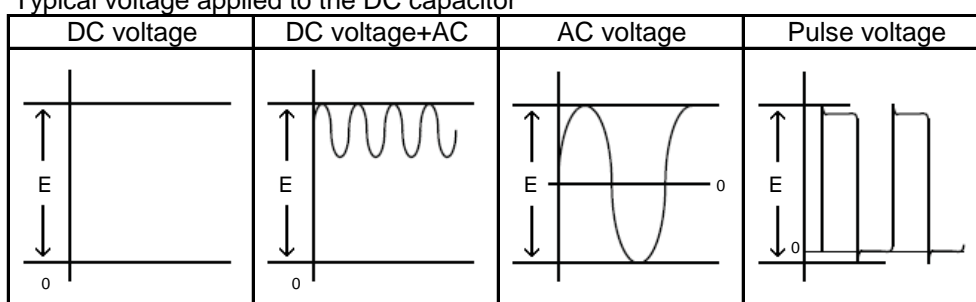 Typical voltage applied to the DC capacitor
DC voltage DC voltage+AC AC voltage Pulse voltage
E E E 0 E
0
0 0